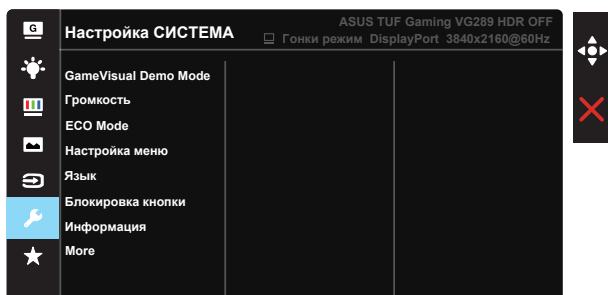 G
Настройка СИСТЕМА
ASUS TUF Gaming VG289 HDR OFF
Гонки режим DisplayPort 3840x2160@60Hz
GameVisual Demo Mode
Громкость
ECO Mode
Настройка меню
Язык
Блокировка кнопки
Информация
More